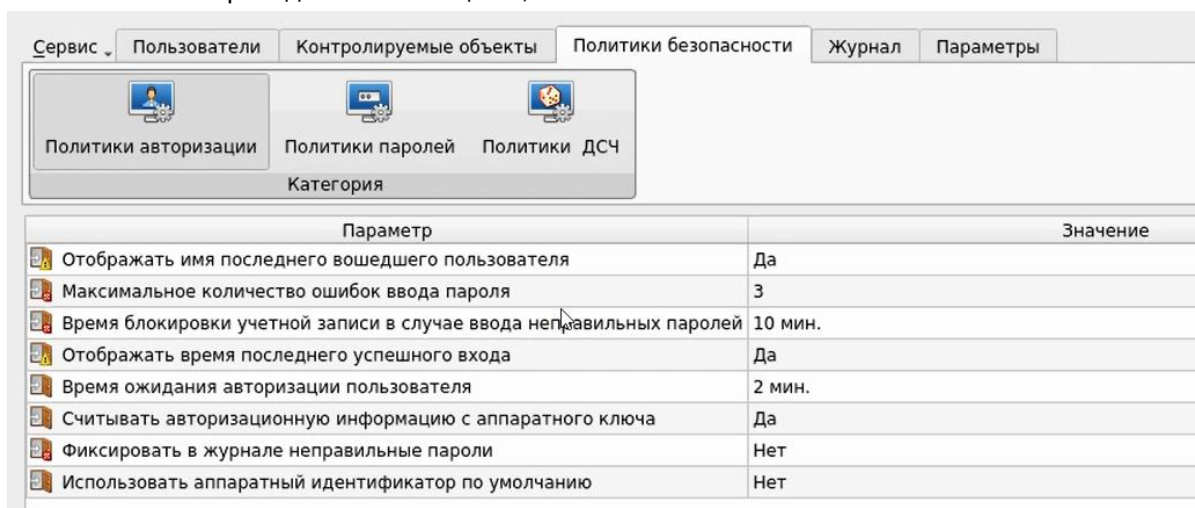 Сервис Пользователи Контролируемые объекты Политики безопасности Журнал Параметры
Политики авторизации Политики паролей Политики ДСЧ
Категория
Параметр Значение
Отображать имя последнего вошедшего пользователя Да
Максимальное количество ошибок ввода пароля 3
Время блокировки учетной записи в случае ввода неправильных паролей 10 мин.
Отображать время последнего успешного входа Да
Время ожидания авторизации пользователя 2 мин.
Считывать авторизационную информацию с аппаратного ключа Да
Фиксировать в журнале неправильные пароли Нет
Использовать аппаратный идентификатор по умолчанию Нет